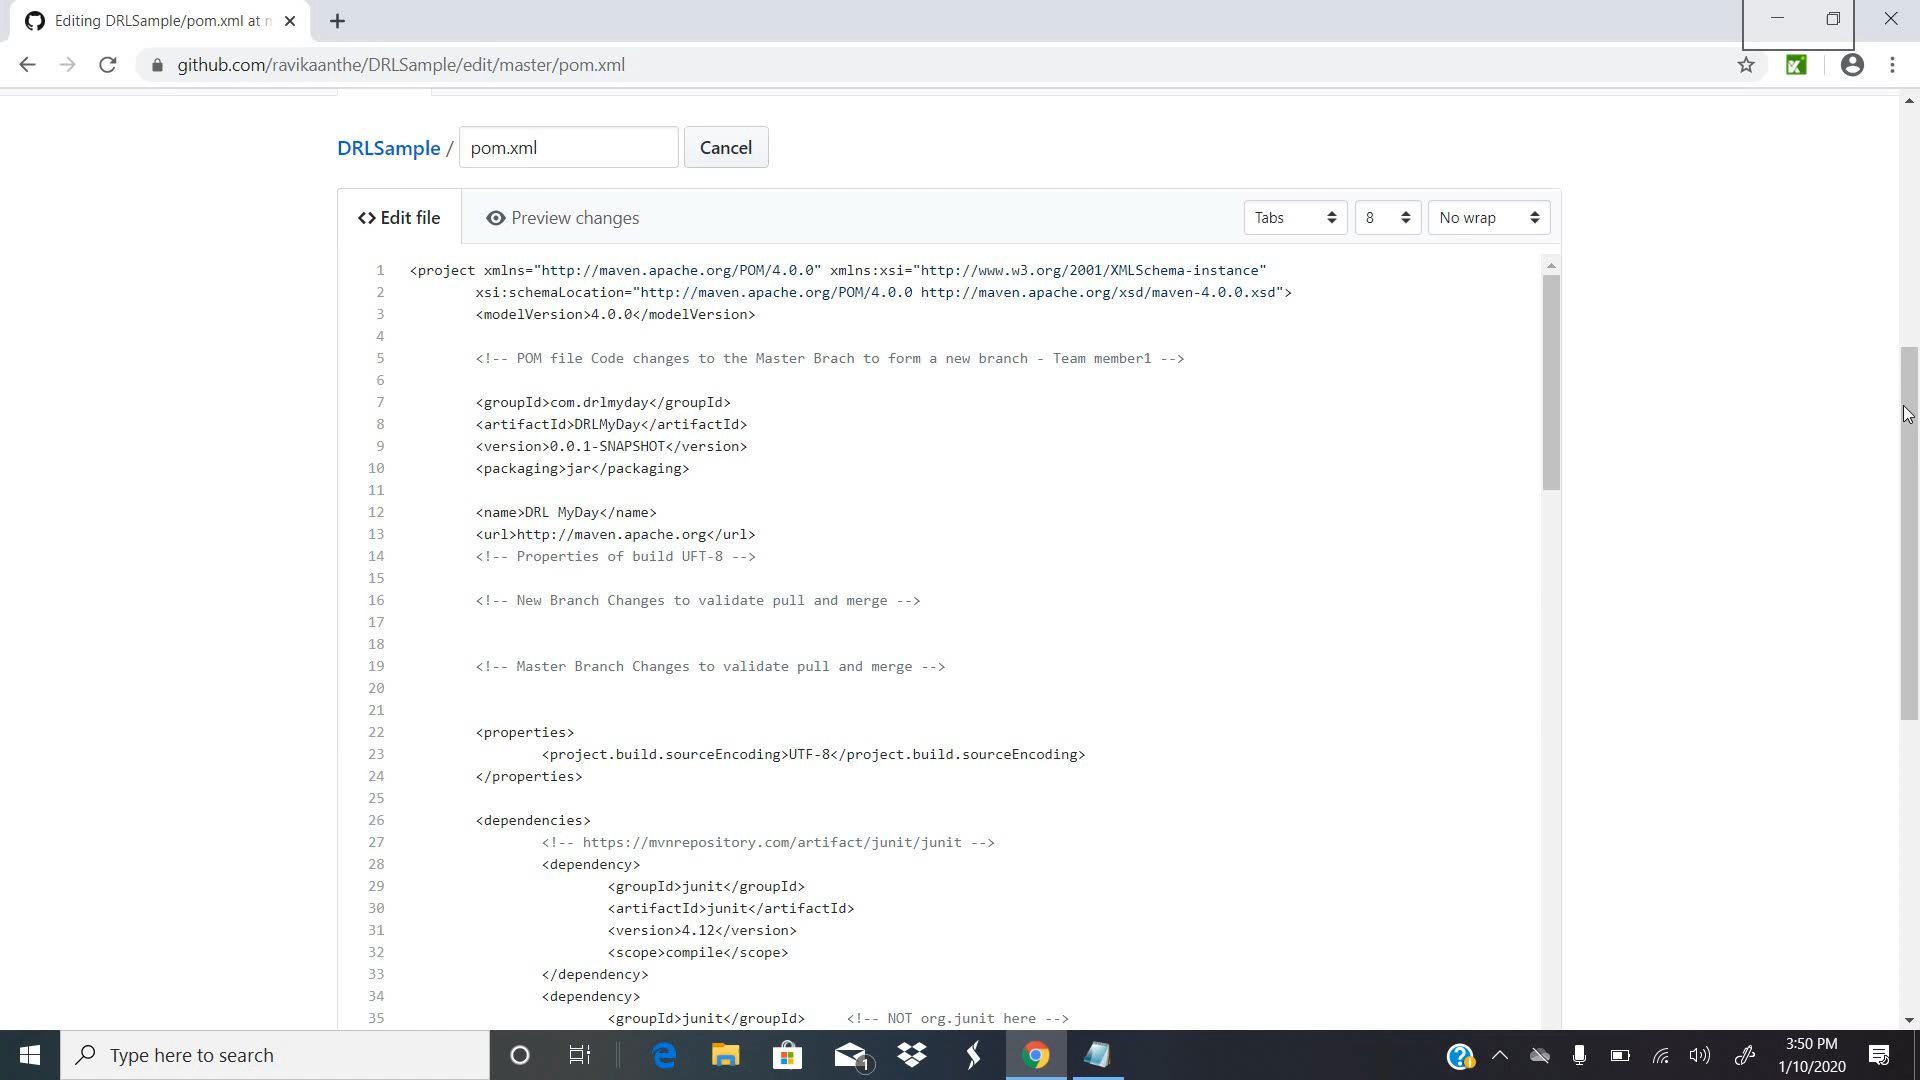 Editing DRLSample/pom.xml at
github.com/ravikaanthe/DRLSample/edit/master/pom.xml
DRLSample / pom.xml Cancel
<> Edit file Preview changes Tabs 8 No wrap
1 <project xmlns="http://maven.apache.org/POM/4.0.0" xmlns:xsi="http://www.w3.org/2001/XMLSchema-instance"
2 xsi:schemaLocation="http://maven.apache.org/POM/4.0.0 http://maven.apache.org/xsd/maven-4.0.0.xsd">
3 <modelVersion>4.0.0</modelVersion>
4
5 <!-- POM file Code changes to the Master Brach to form a new branch - Team member1 -->
6
7 <groupId>com.drlmyday</groupId>
8 <artifactId>DRLMyDay</artifactId>
9 <version>0.0.1-SNAPSHOT</version>
10 <packaging>jar</packaging>
11
12 <name>DRL MyDay</name>
13 <url>http://maven.apache.org</url>
14 <!-- Properties of build UFT-8 -->
15
16 <!-- New Branch Changes to validate pull and merge -->
17
18
19 <!-- Master Branch Changes to validate pull and merge -->
20
21
22 <properties>
23 <project.build.sourceEncoding>UTF-8</project.build.sourceEncoding>
24 </properties>
25
26 <dependencies>
27 <!-- https://mvnrepository.com/artifact/junit/junit -->
28 <dependency>
29 <groupId>junit</groupId>
30 <artifactId>junit</artifactId>
31 <version>4.12</version>
32 <scope>compile</scope>
33 </dependency>
34 <dependency>
35 <groupId>junit</groupId> <!-- NOT org.junit here -->
Type here to search
1
3:50 PM
1/10/2020